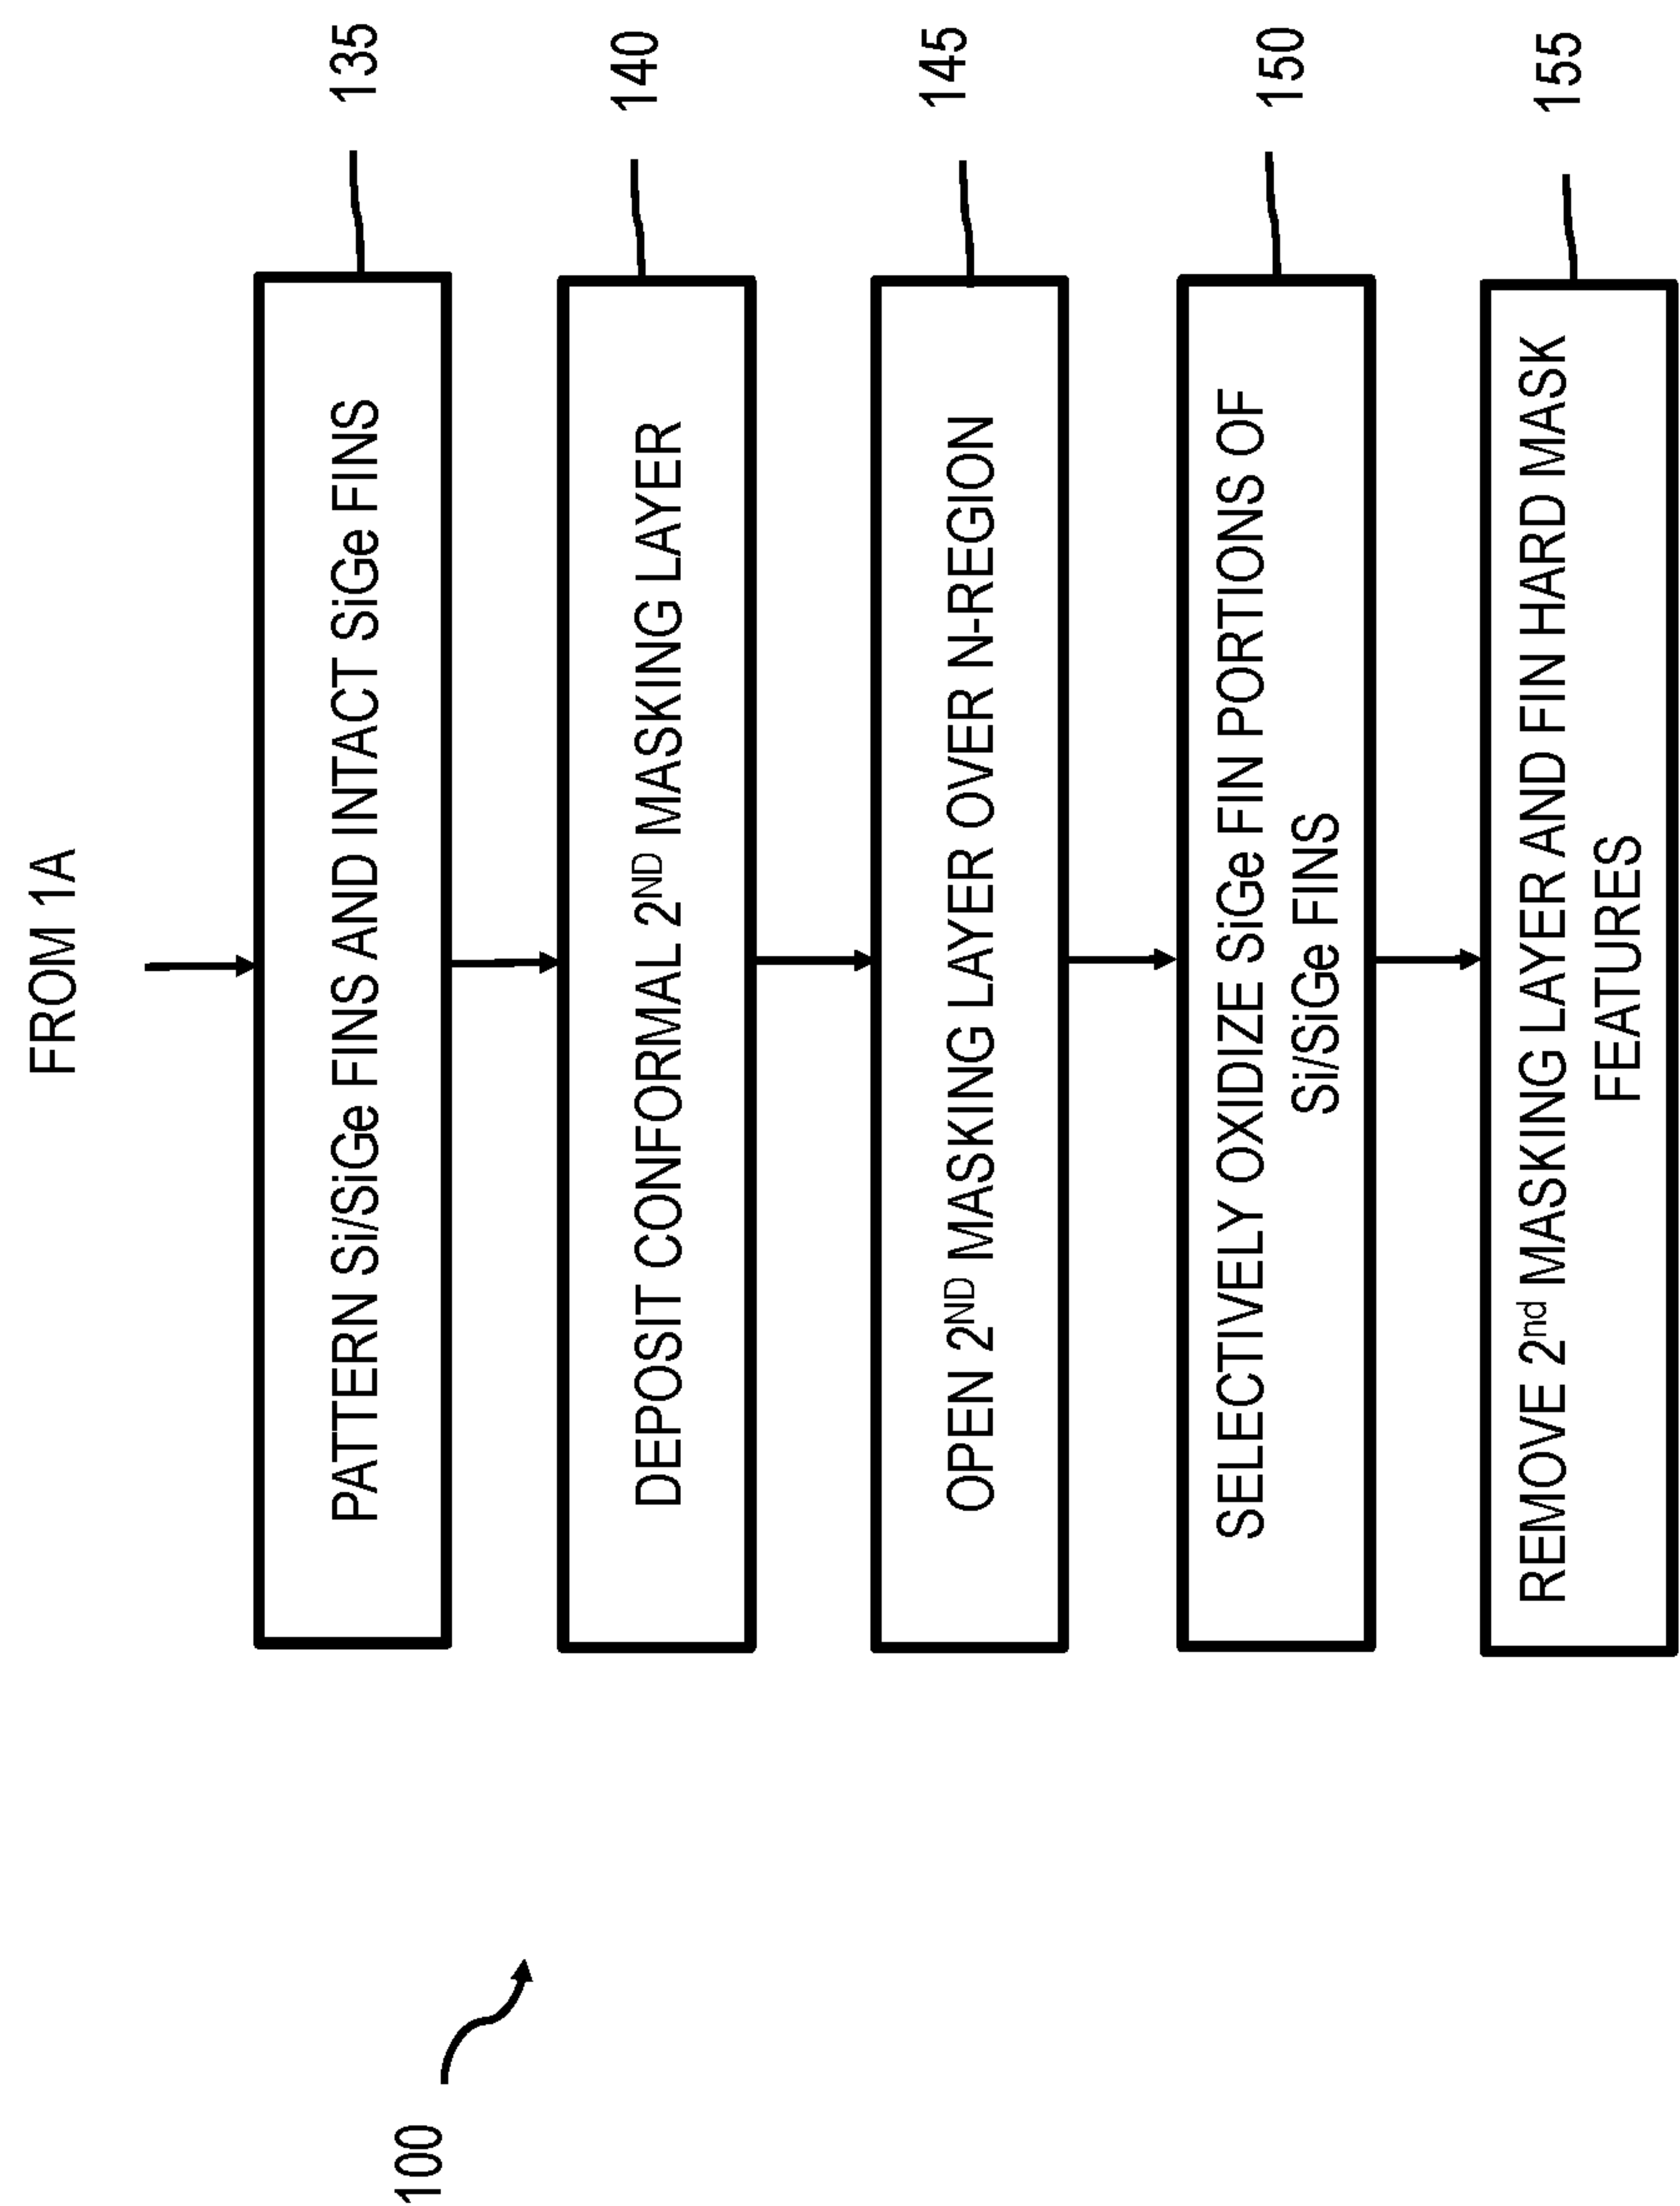 FROM 1A
PATTERN Si/SiGe FINS AND INTACT SiGe FINS
135
DEPOSIT CONFORMAL 2ND MASKING LAYER
140
OPEN 2ND MASKING LAYER OVER N-REGION
145
SELECTIVELY OXIDIZE SiGe FIN PORTIONS OF
Si/SiGe FINS
150
REMOVE 2nd MASKING LAYER AND FIN HARD MASK
FEATURES
155
100